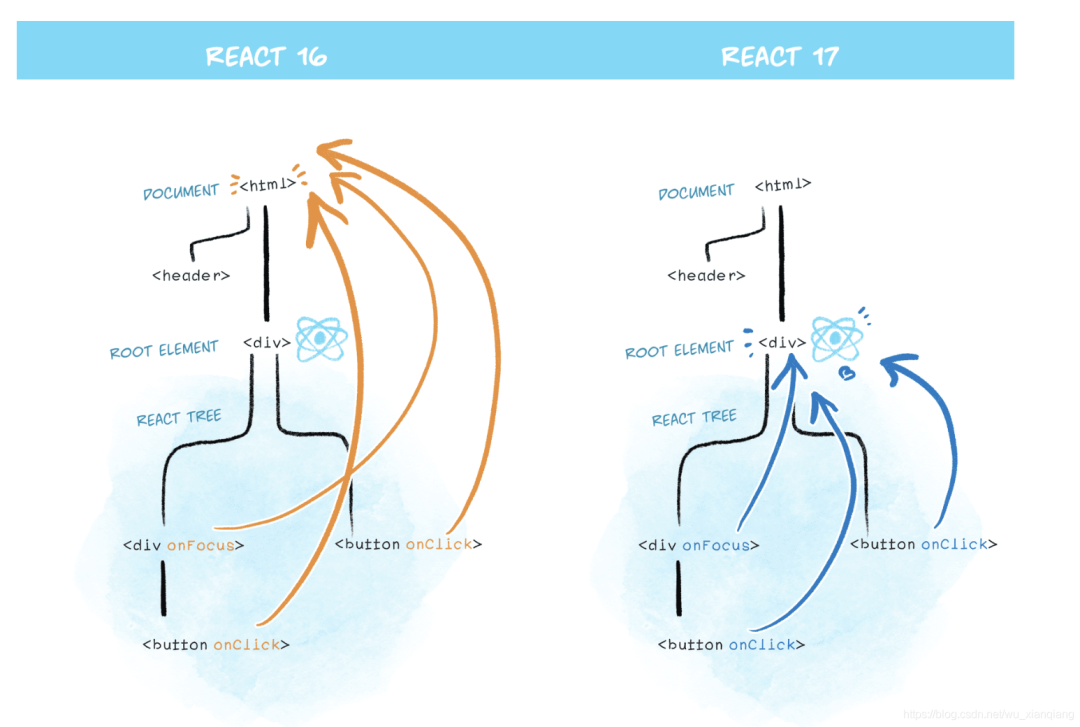 REACT 16
REACT 17
DOCUMENT <html>
<header>
ROOT ELEMENT <div>
REACT TREE
<div onFocus>
<button onClick>
<button onClick>
DOCUMENT <html>
<header>
ROOT ELEMENT <div>
REACT TREE
<div onFocus>
<button onClick>
<button onClick>
https://blog.csdn.net/wu_xianqiang